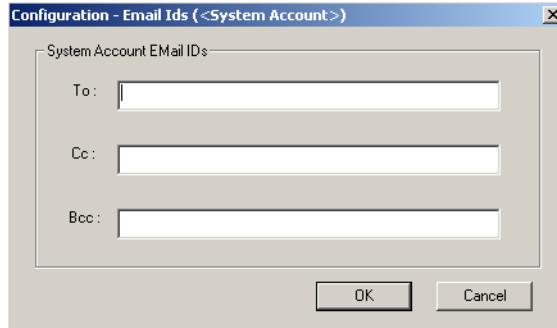 Configuration - Email Ids (<System Account>)
System Account EMail IDs
To :
Cc :
Bcc :
OK Cancel